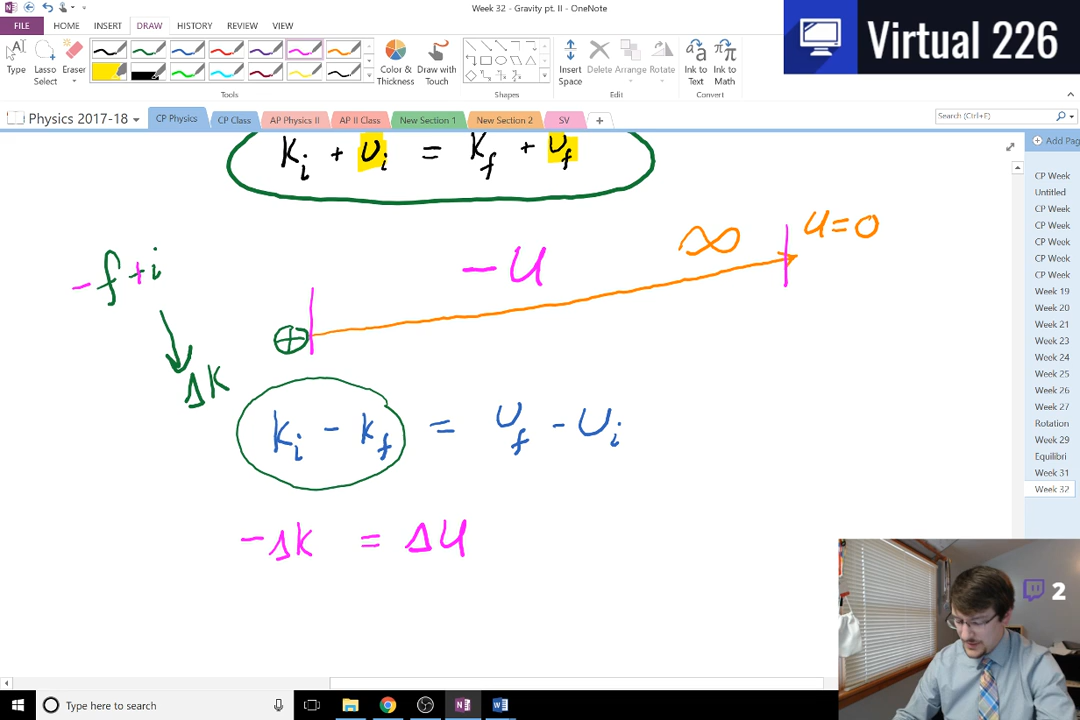 Week 32 - Gravity pt. II - OneNote
FILE HOME INSERT DRAW HISTORY REVIEW VIEW
Virtual 226
Type Lasso Select Eraser Color & Thickness Draw with Touch Insert Space Delete Arrange Rotate Ink to Text Ink to Math
Tools Shapes Edit Convert
Physics 2017-18 CP Physics CP Class AP Physics II AP II Class New Section 1 New Section 2 SV +
Search (Ctrl+E)
Add Pag
CP Week
Untitled
CP Week
CP Week
CP Week
CP Week
CP Week
Week 19
Week 20
Week 21
Week 23
Week 24
Week 25
Week 26
Week 27
Rotation
Week 29
Equilibri
Week 31
Week 32
Ki + Ui = Kf + Uf
∞ U=0
-U
-f+i
ΔK
Ki - Kf = Uf - Ui
-ΔK = ΔU
2
Type here to search